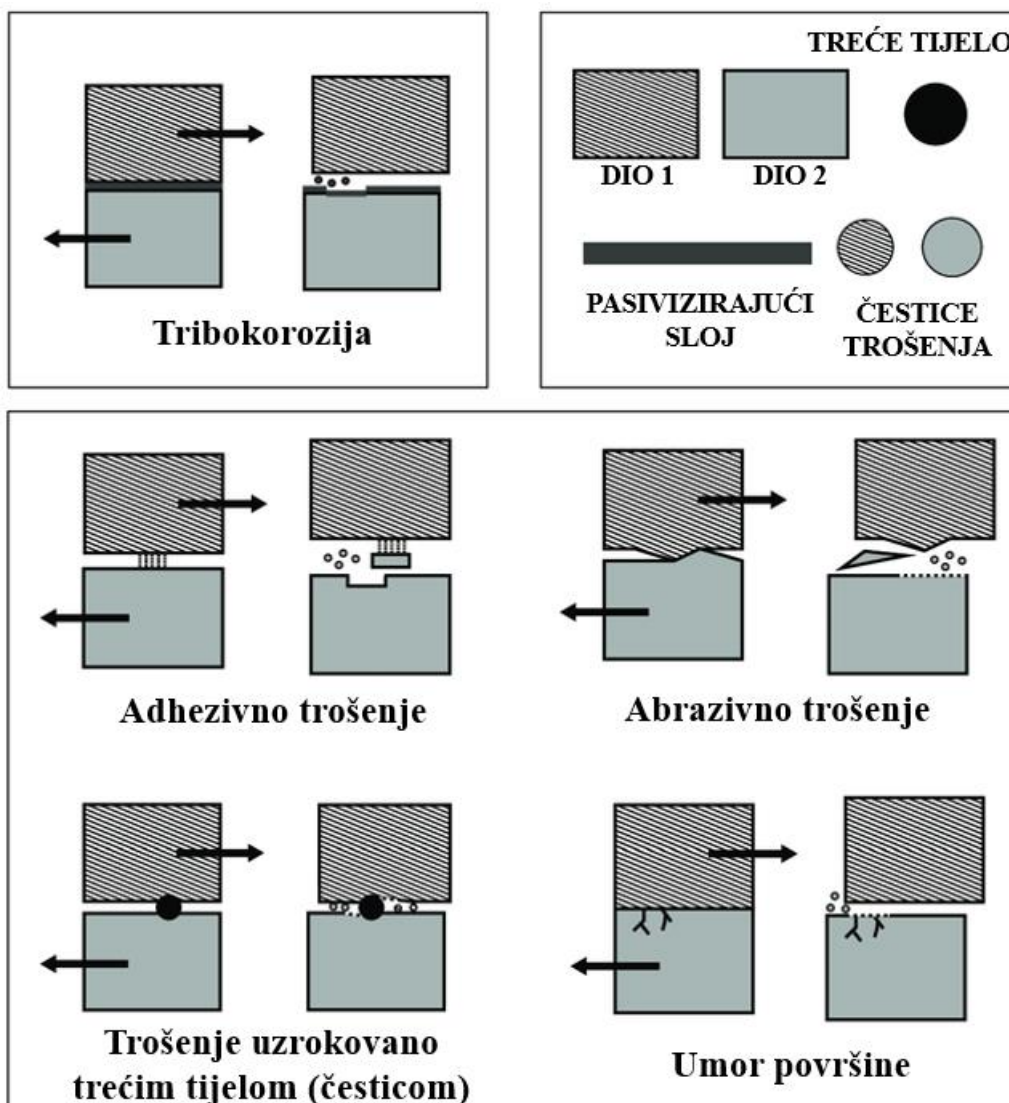 Tribokorozija
TREĆE TIJELO
DIO 1
DIO 2
PASIVIZIRAJUĆI
SLOJ
ČESTICE
TROŠENJA
Adhezivno trošenje
Abrazivno trošenje
Trošenje uzrokovano
trećim tijelom (česticom)
Umor površine